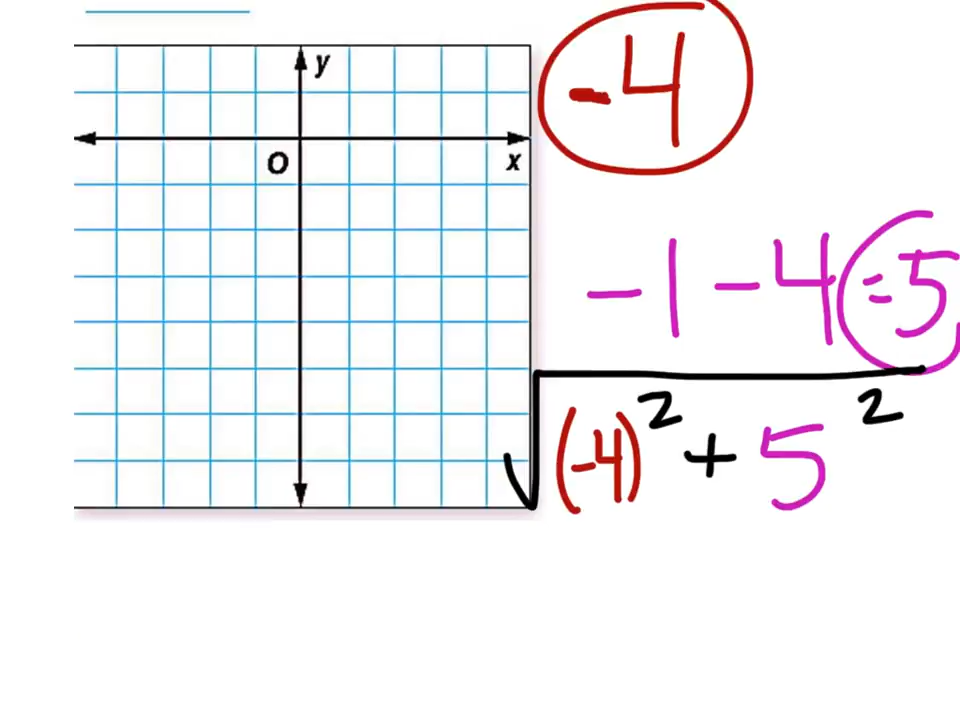 y
-4
O
x
-1 - 4 = 5
√(-4)² + 5²